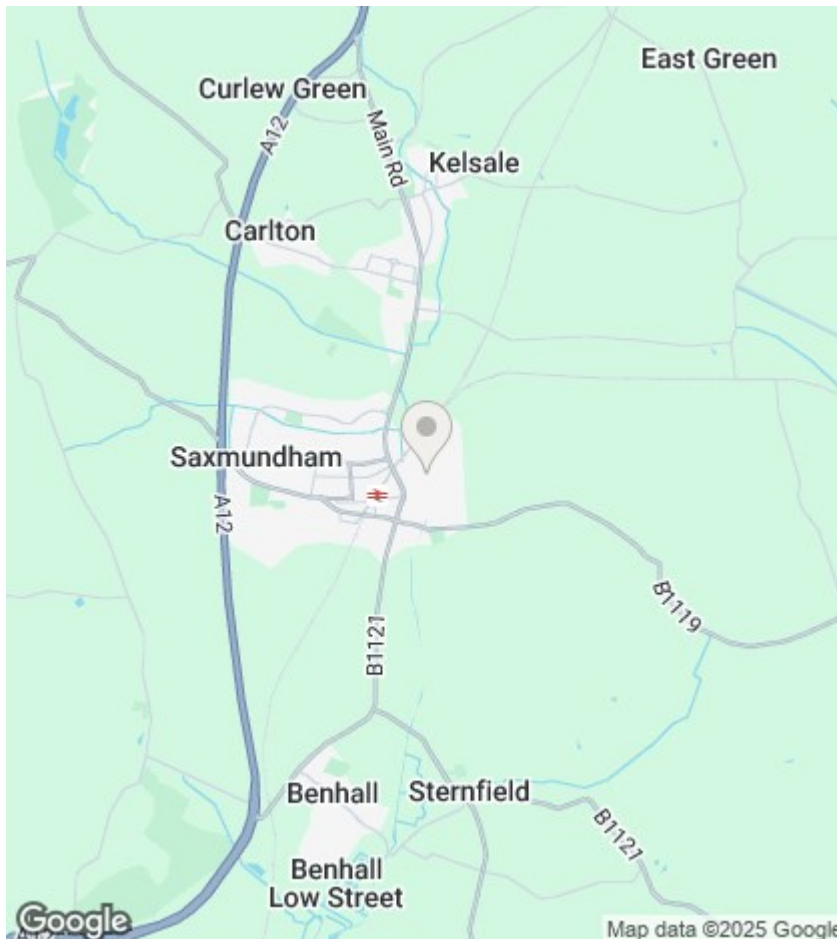 East Green
Curlew Green
A12
Main Rd
Kelsale
Carlton
Saxmundham
A12
B1119
B1121
Benhall
Sternfield
B1121
Benhall
Low Street
Google
Map data ©2025 Google